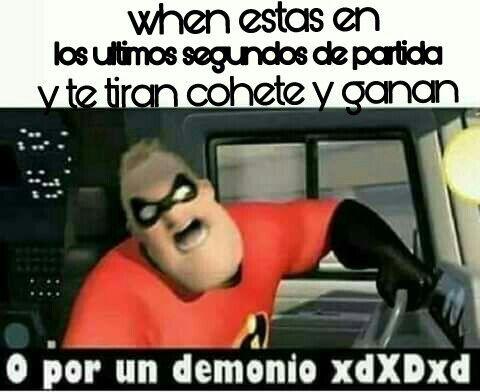 when estas en
los ultimos segundos de partida
y te tiran cohete y ganan
O por un demonio xdXDxd